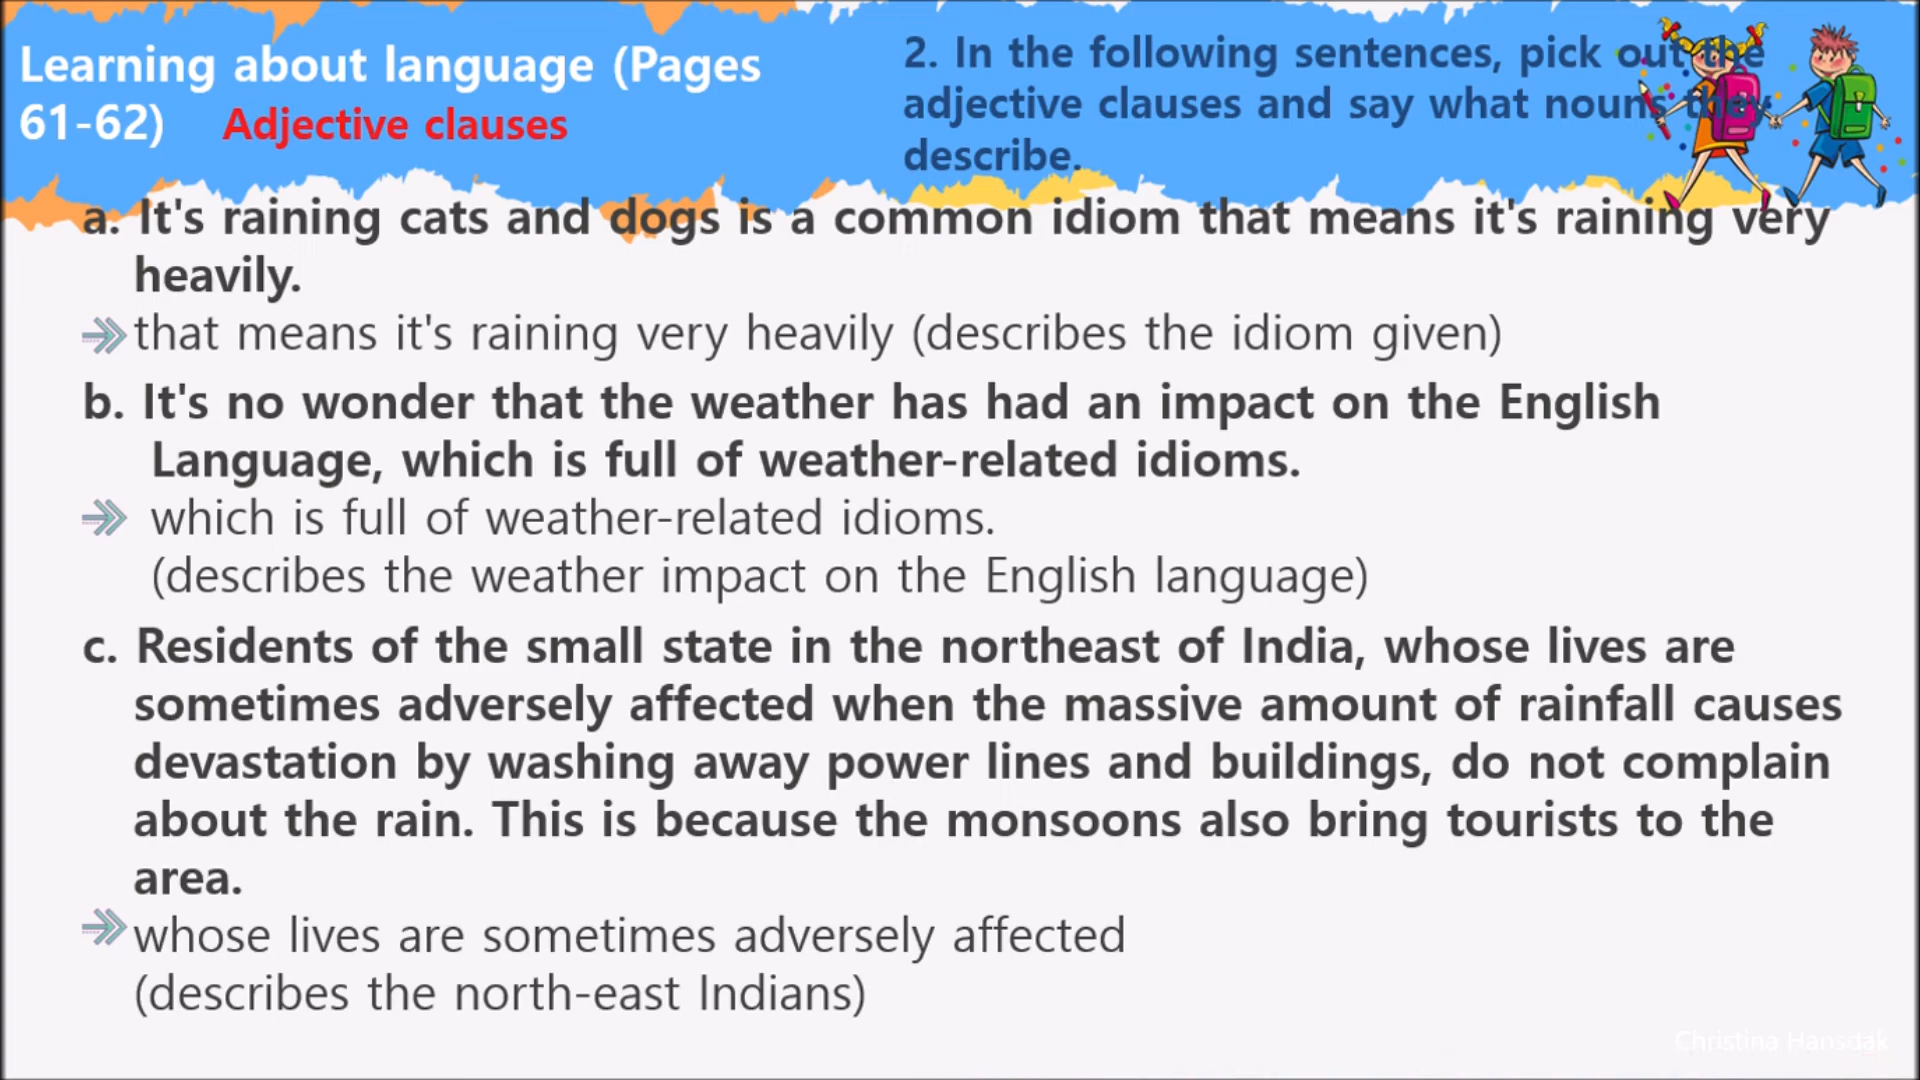 Learning about language (Pages
61-62) Adjective clauses
2. In the following sentences, pick out the
adjective clauses and say what nouns they
describe.
a. It's raining cats and dogs is a common idiom that means it's raining very
heavily.
that means it's raining very heavily (describes the idiom given)
b. It's no wonder that the weather has had an impact on the English
Language, which is full of weather-related idioms.
which is full of weather-related idioms.
(describes the weather impact on the English language)
c. Residents of the small state in the northeast of India, whose lives are
sometimes adversely affected when the massive amount of rainfall causes
devastation by washing away power lines and buildings, do not complain
about the rain. This is because the monsoons also bring tourists to the
area.
whose lives are sometimes adversely affected
(describes the north-east Indians)
Christina Hansdak